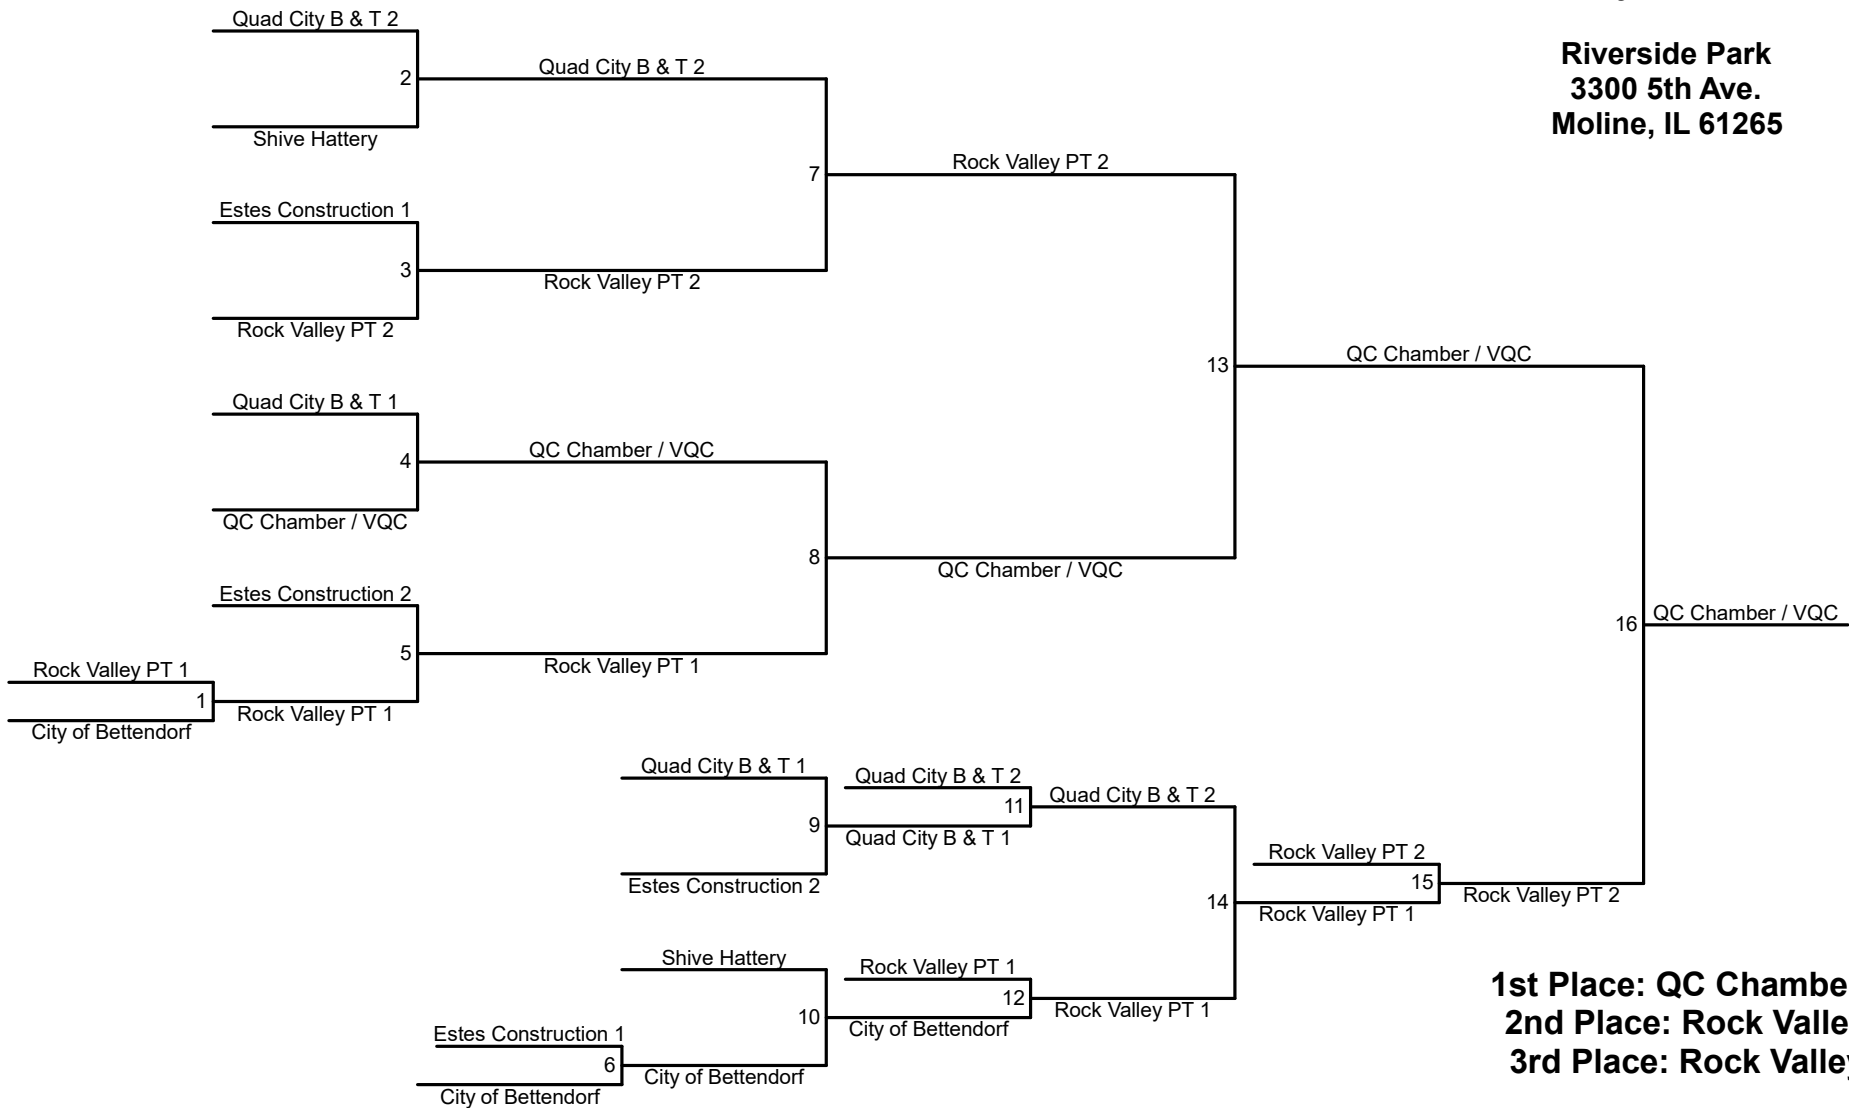 Quad City B & T 2
2
Quad City B & T 2
Shive Hattery
7
Rock Valley PT 2
Estes Construction 1
3
Rock Valley PT 2
Rock Valley PT 2
13
QC Chamber / VQC
Quad City B & T 1
4
QC Chamber / VQC
QC Chamber / VQC
8
QC Chamber / VQC
Estes Construction 2
5
Rock Valley PT 1
Rock Valley PT 1
1
Rock Valley PT 1
City of Bettendorf
16
QC Chamber / VQC
Quad City B & T 1
9
Quad City B & T 2
11
Quad City B & T 2
Quad City B & T 1
Estes Construction 2
14
Rock Valley PT 2
15
Rock Valley PT 2
Rock Valley PT 1
Shive Hattery
10
Rock Valley PT 1
12
Rock Valley PT 1
City of Bettendorf
Estes Construction 1
6
City of Bettendorf
City of Bettendorf
Riverside Park
3300 5th Ave.
Moline, IL 61265
1st Place: QC Chambe
2nd Place: Rock Valle
3rd Place: Rock Valley